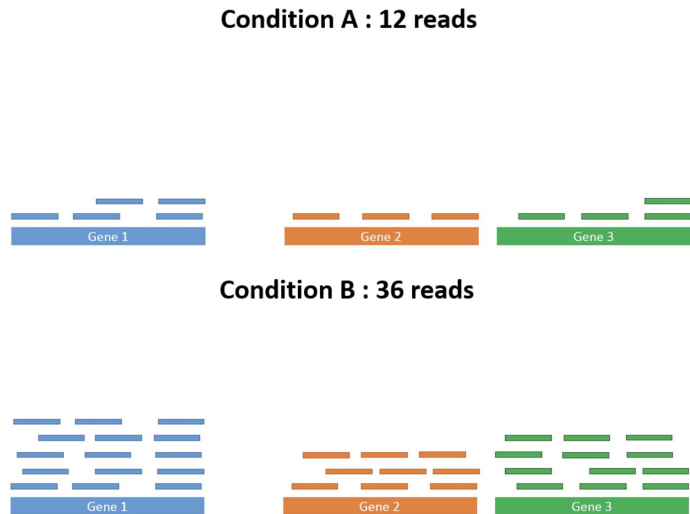 Condition A : 12 reads
Gene 1
Gene 2
Gene 3
Condition B : 36 reads
Gene 1
Gene 2
Gene 3